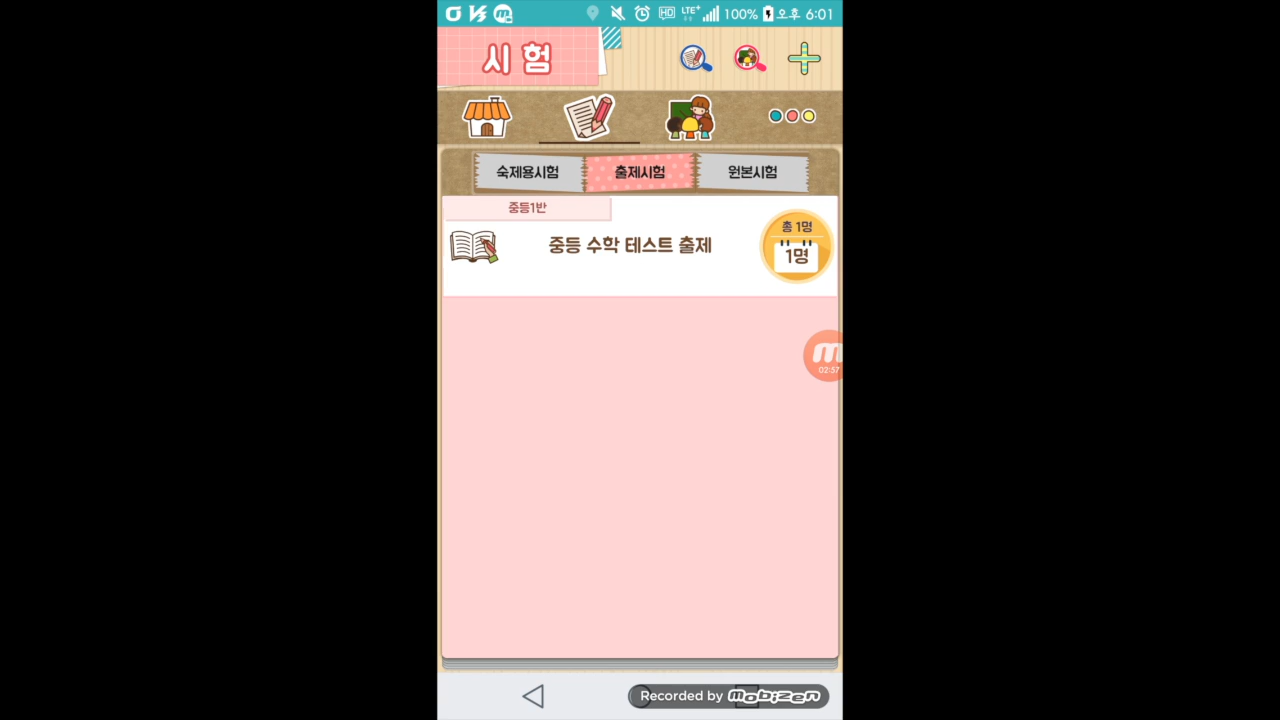 HD LTE+ 100% 오후 6:01
시험
숙제용시험 출제시험 원본시험
중등1반
중등 수학 테스트 출제
총 1명
1명
02:57
Recorded by mobizen